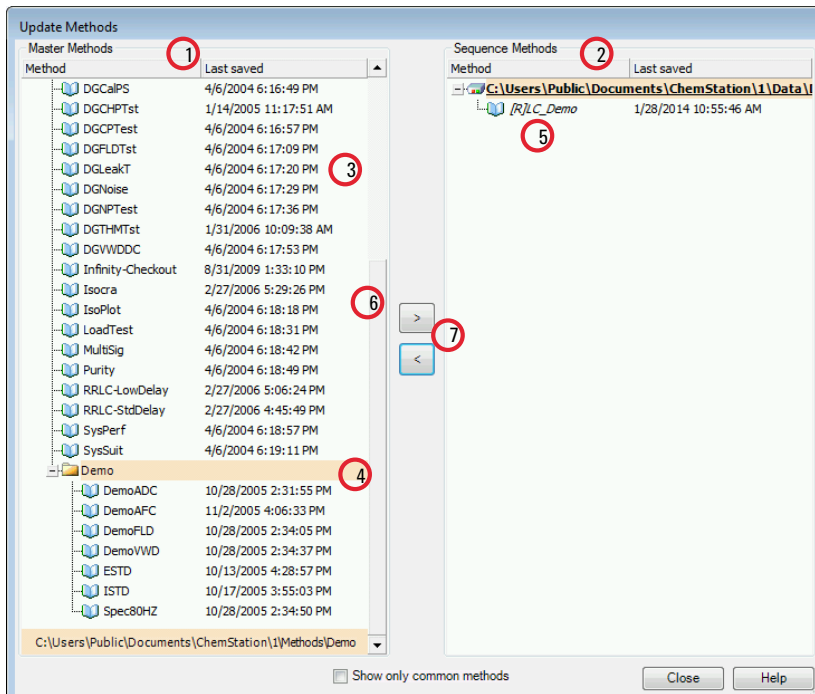 Update Methods
Master Methods 1
Method Last saved
DGCalPS 4/6/2004 6:16:49 PM
DGCHPTst 1/14/2005 11:17:51 AM
DGCPTest 4/6/2004 6:16:57 PM
DGFLDTst 4/6/2004 6:17:09 PM
DGLeakT 4/6/2004 6:17:20 PM 3
DGNoise 4/6/2004 6:17:29 PM
DGNPTest 4/6/2004 6:17:36 PM
DGTHMTst 1/31/2006 10:09:38 AM
DGVWDDC 4/6/2004 6:17:53 PM
Infinity-Checkout 8/31/2009 1:33:10 PM
Isocra 2/27/2006 5:29:26 PM
IsoPlot 4/6/2004 6:18:18 PM 6
LoadTest 4/6/2004 6:18:31 PM
MultiSig 4/6/2004 6:18:42 PM
Purity 4/6/2004 6:18:49 PM
RRLC-LowDelay 2/27/2006 5:06:24 PM
RRLC-StdDelay 2/27/2006 4:45:49 PM
SysPerf 4/6/2004 6:18:57 PM
SysSuit 4/6/2004 6:19:11 PM
Demo 4
DemoADC 10/28/2005 2:31:55 PM
DemoAFC 11/2/2005 4:06:33 PM
DemoFLD 10/28/2005 2:34:05 PM
DemoVWD 10/28/2005 2:34:37 PM
ESTD 10/13/2005 4:28:57 PM
ISTD 10/17/2005 3:55:03 PM
Spec80HZ 10/28/2005 2:34:50 PM
C:\Users\Public\Documents\ChemStation\1\Methods\Demo
>
<
7
Sequence Methods 2
Method Last saved
C:\Users\Public\Documents\ChemStation\1\Data\
[R]LC_Demo 1/28/2014 10:55:46 AM
5
Show only common methods
Close
Help